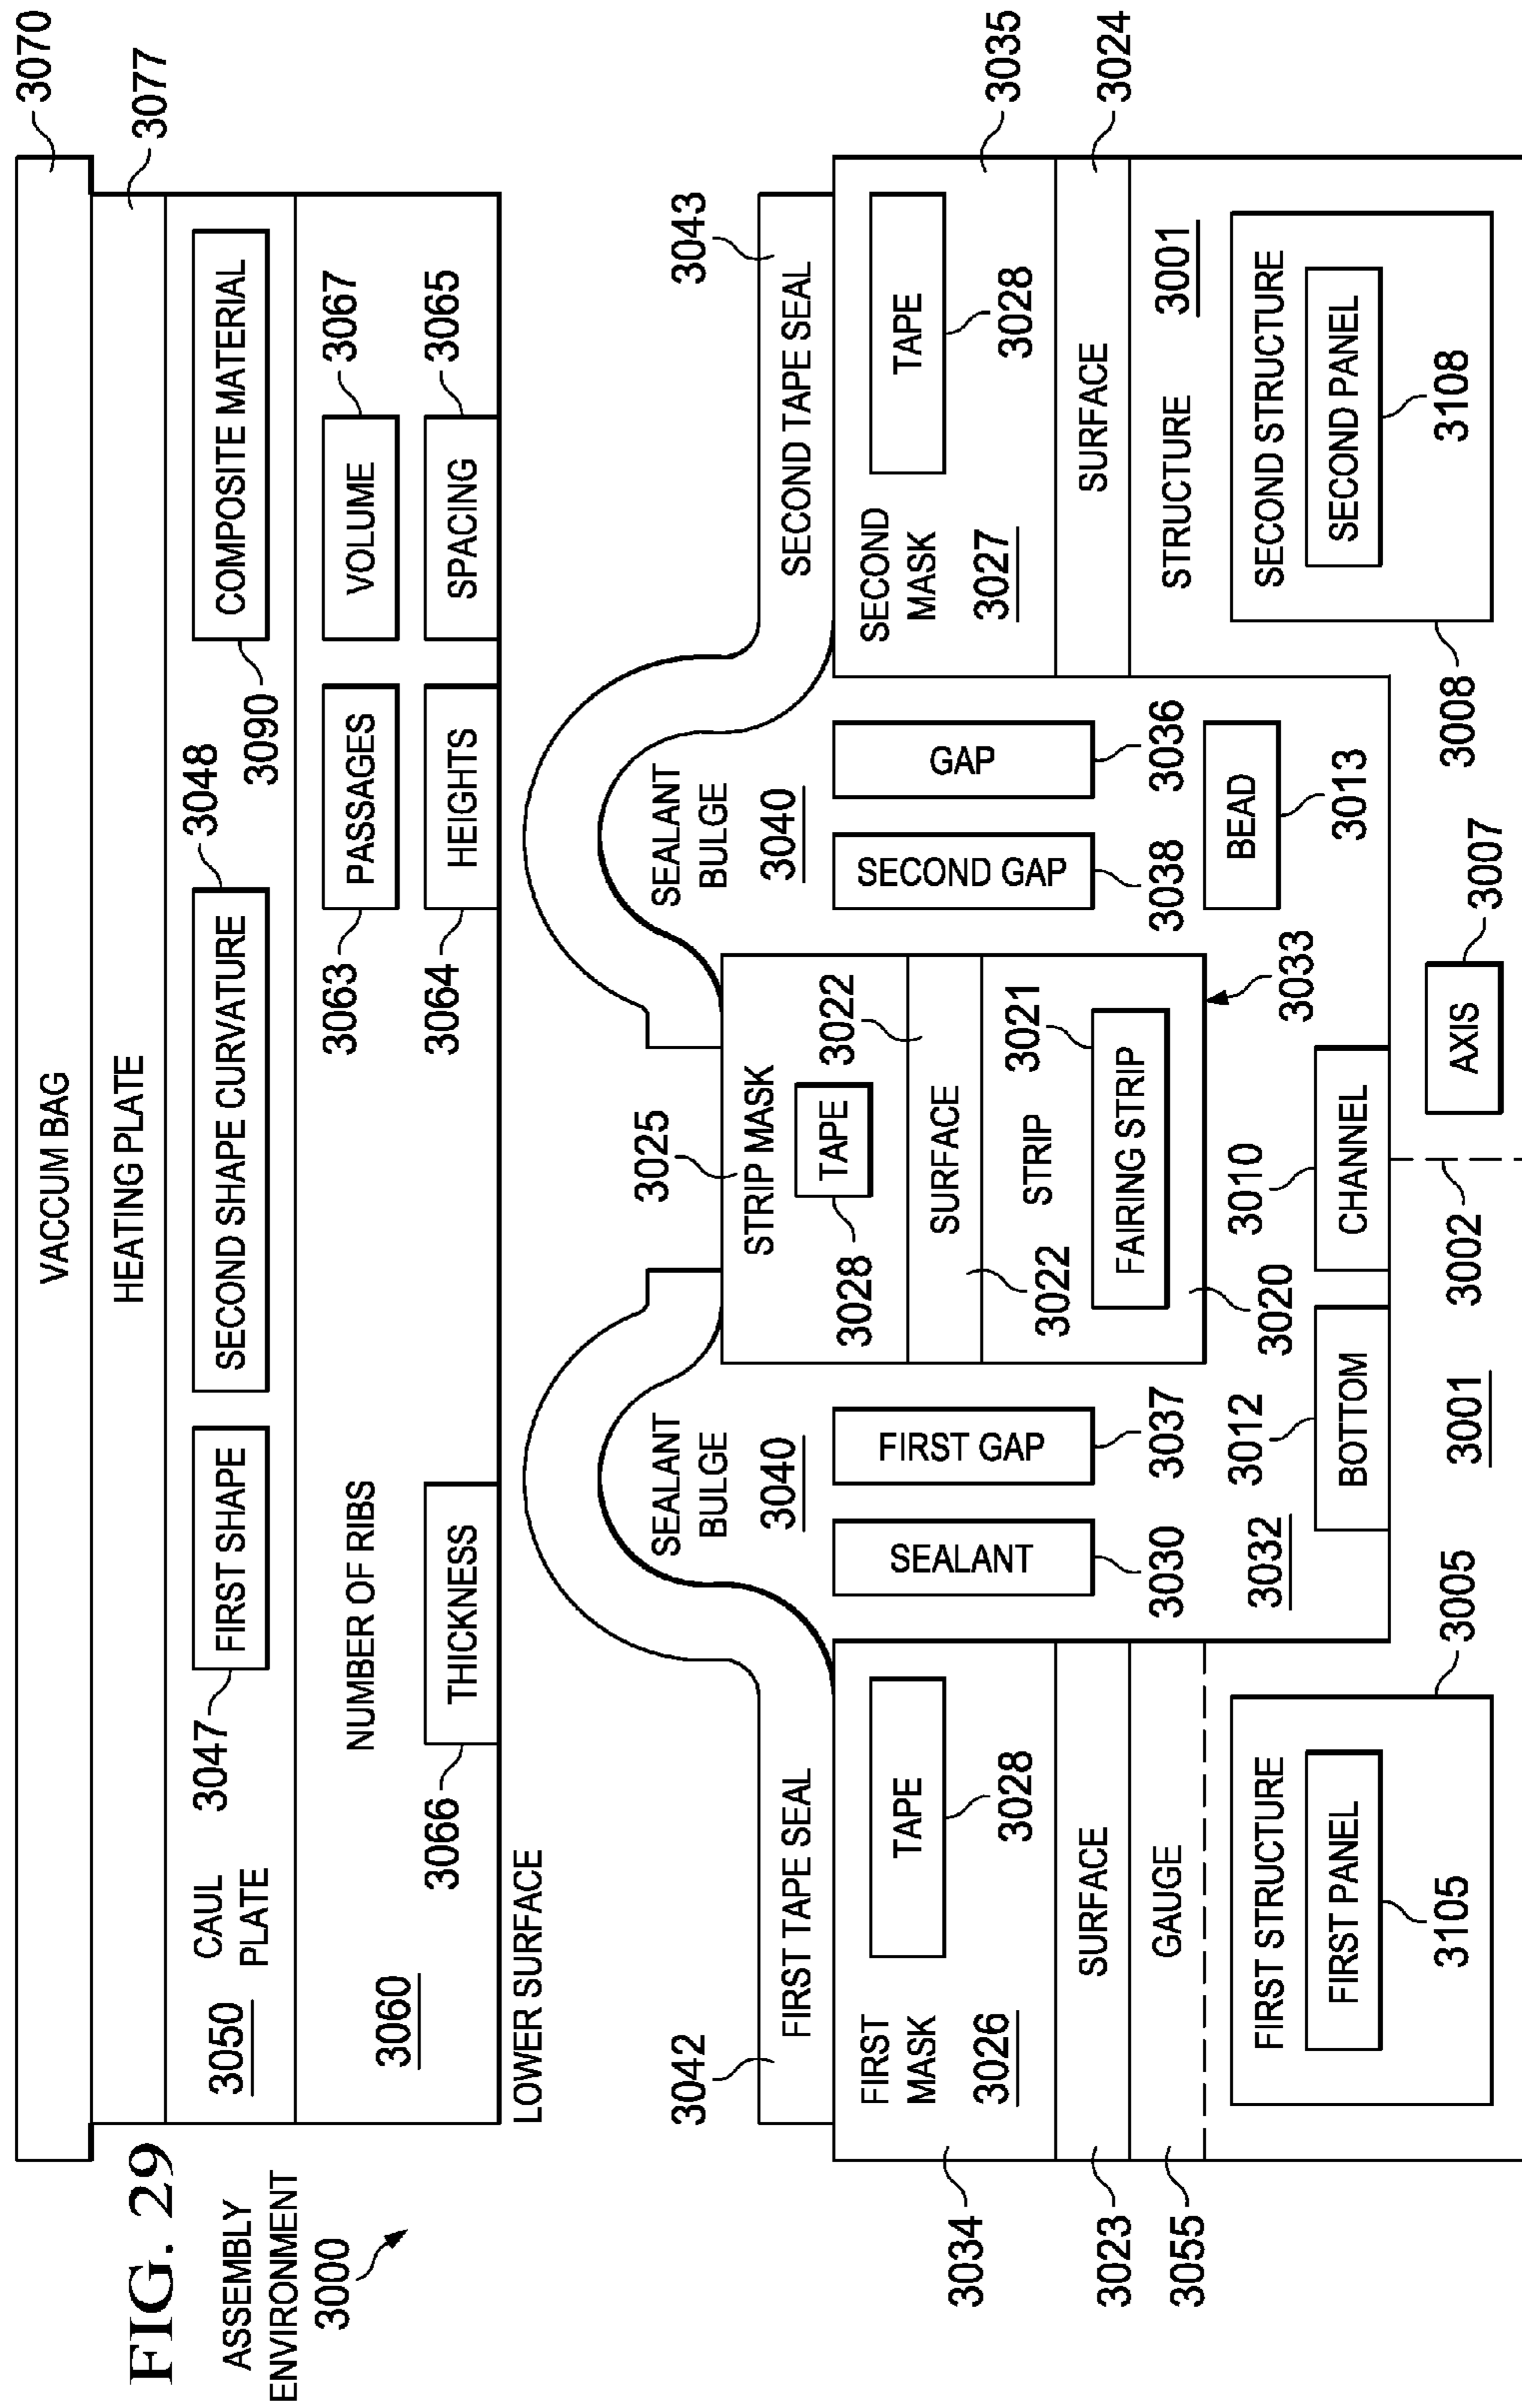 FIG. 29
ASSEMBLY
ENVIRONMENT
3000
VACCUM BAG
3070
HEATING PLATE
3077
CAUL
PLATE
3050
FIRST SHAPE
3047
SECOND SHAPE CURVATURE
3048
COMPOSITE MATERIAL
3090
NUMBER OF RIBS
3060
THICKNESS
3066
PASSAGES
3063
VOLUME
3067
HEIGHTS
3064
SPACING
3065
LOWER SURFACE
3042
FIRST TAPE SEAL
3025
3043
SECOND TAPE SEAL
SEALANT
BULGE
3040
SEALANT
BULGE
3040
FIRST
MASK
3026
TAPE
3028
3034
STRIP MASK
TAPE
3028
3022
SURFACE
3022
STRIP
3021
FAIRING STRIP
3020
3033
SECOND
MASK
3027
TAPE
3028
3035
SEALANT
3030
FIRST GAP
3037
SECOND GAP
3038
GAP
3036
SURFACE
3023
GAUGE
3055
SURFACE
3024
STRUCTURE
3001
FIRST STRUCTURE
FIRST PANEL
3105
3005
3032
BOTTOM
3012
CHANNEL
3010
BEAD
3013
SECOND STRUCTURE
SECOND PANEL
3108
3008
3001
3002
AXIS
3007